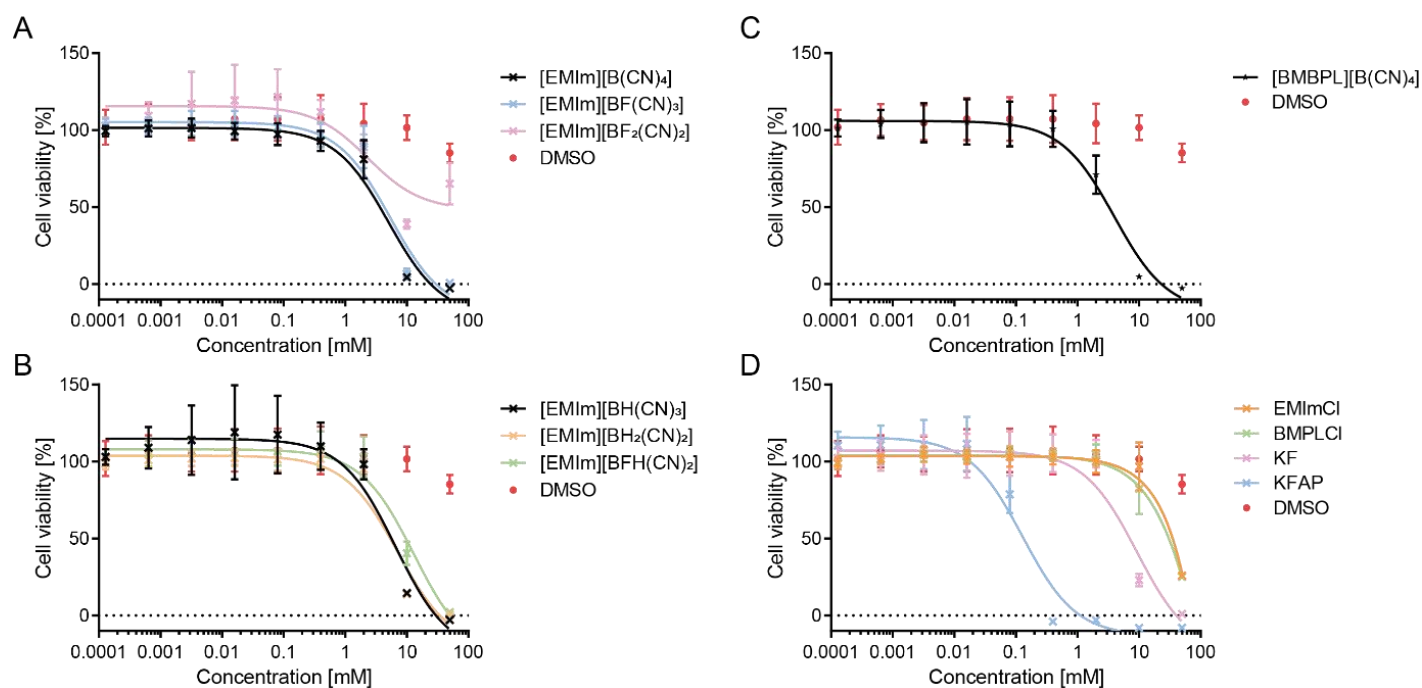 A
150
100
50
0
Cell viability [%]
0.0001 0.001 0.01 0.1 1 10 100
Concentration [mM]
[EMIm][B(CN)₄]
[EMIm][BF(CN)₃]
[EMIm][BF₂(CN)₂]
DMSO
C
150
100
50
0
Cell viability [%]
0.0001 0.001 0.01 0.1 1 10 100
Concentration [mM]
[BMBPL][B(CN)₄]
DMSO
B
150
100
50
0
Cell viability [%]
0.0001 0.001 0.01 0.1 1 10 100
Concentration [mM]
[EMIm][BH(CN)₃]
[EMIm][BH₂(CN)₂]
[EMIm][BFH(CN)₂]
DMSO
D
150
100
50
0
Cell viability [%]
0.0001 0.001 0.01 0.1 1 10 100
Concentration [mM]
EMImCl
BMPLCl
KF
KFAP
DMSO